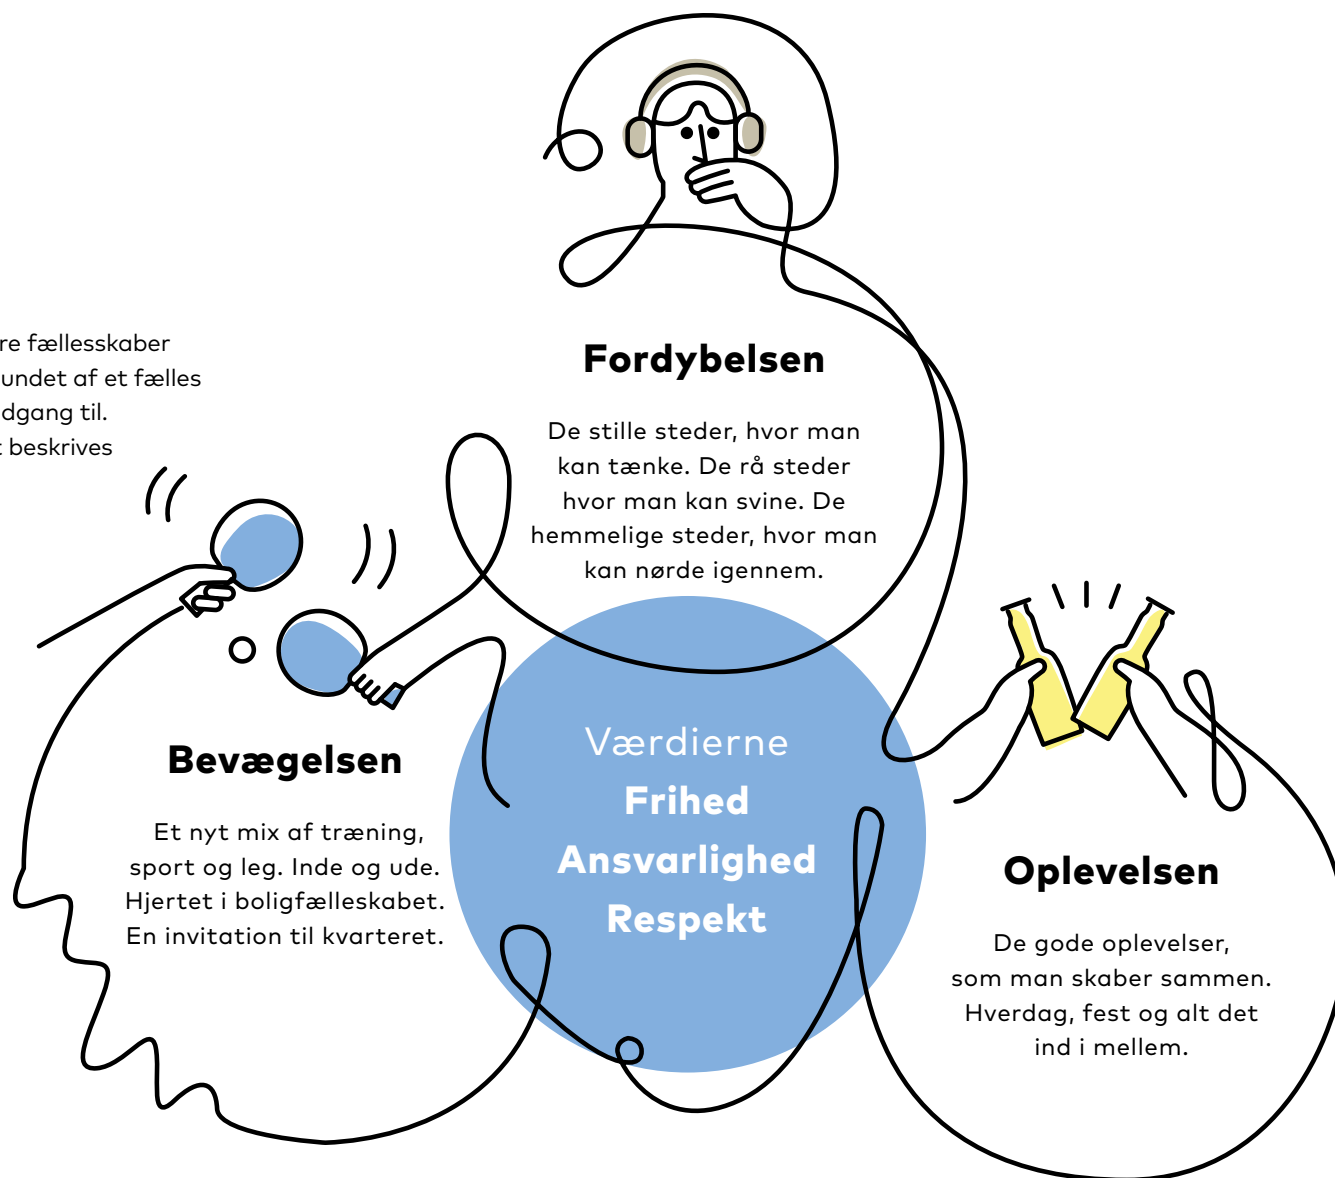 re fællesskaber
undet af et fælles
dgang til.
beskrives
Fordybelsen
De stille steder, hvor man
kan tænke. De rå steder
hvor man kan svine. De
hemmelige steder, hvor man
kan nørde igennem.
Bevægelsen
Et nyt mix af træning,
sport og leg. Inde og ude.
Hjertet i boligfælleskabet.
En invitation til kvarteret.
Værdierne
Frihed
Ansvarlighed
Respekt
Oplevelsen
De gode oplevelser,
som man skaber sammen.
Hverdag, fest og alt det
ind i mellem.